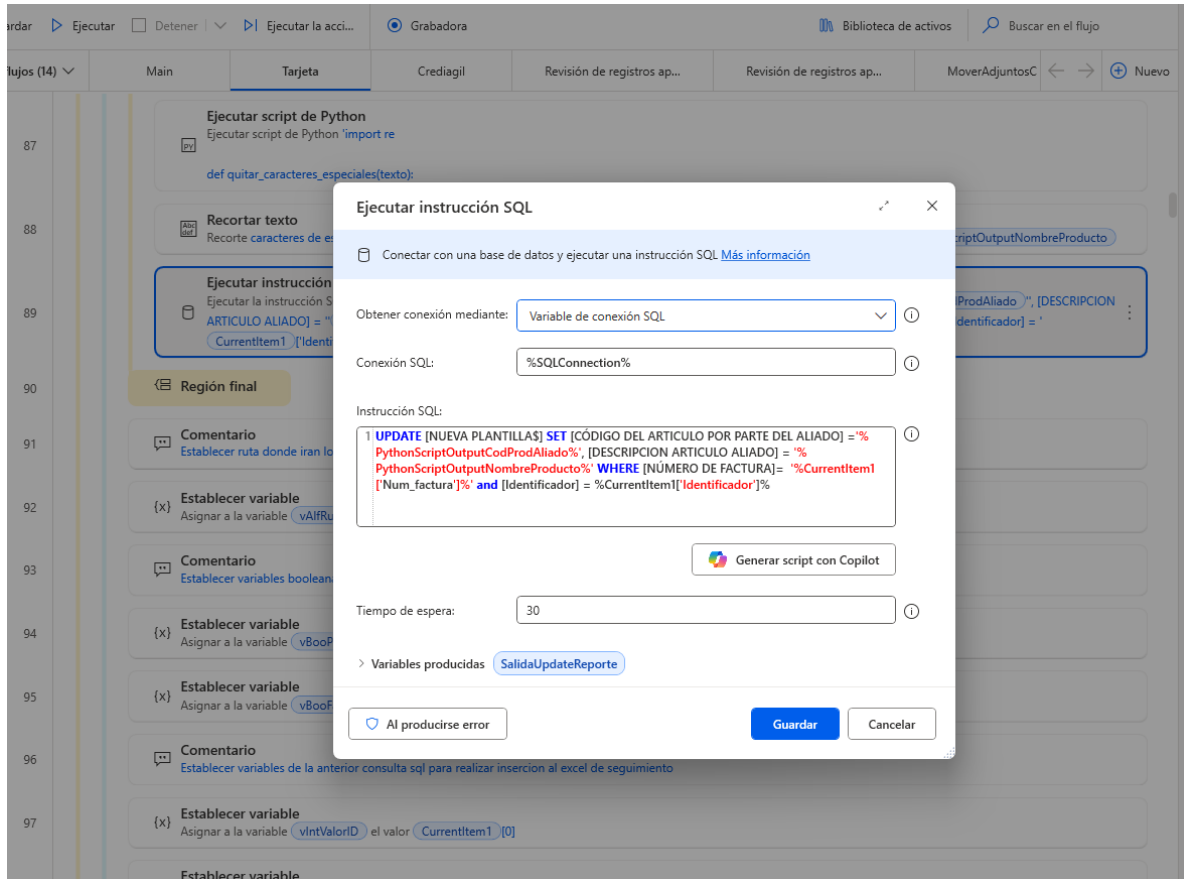 ardar Ejecutar Detener Ejecutar la acci... Grabadora Biblioteca de activos Buscar en el flujo
flujos (14) Main Tarjeta Crediagil Revisión de registros ap... Revisión de registros ap... MoverAdjuntosC Nuevo
87
Ejecutar script de Python
Ejecutar script de Python 'import re
def quitar_caracteres_especiales(texto):
88
Recortar texto
Recorte caracteres de es
criptOutputNombreProducto )
89
Ejecutar instrucción
Ejecutar la instrucción S
ProdAliado )", [DESCRIPCION
ARTICULO ALIADO] = "
dentificador] = '
CurrentItem1 )['Identi
90
Región final
91
Comentario
Establecer ruta donde iran lo
92
Establecer variable
Asignar a la variable ( vAlfRu
93
Comentario
Establecer variables booleana
94
Establecer variable
Asignar a la variable ( vBooP
95
Establecer variable
Asignar a la variable ( vBooF
96
Comentario
Establecer variables de la anterior consulta sql para realizar insercion al excel de seguimiento
97
Establecer variable
Asignar a la variable vIntValorID el valor CurrentItem1 [0]
Establecer variable
Ejecutar instrucción SQL
Conectar con una base de datos y ejecutar una instrucción SQL Más información
Obtener conexión mediante: Variable de conexión SQL
Conexión SQL: %SQLConnection%
Instrucción SQL:
1 UPDATE [NUEVA PLANTILLA$] SET [CÓDIGO DEL ARTICULO POR PARTE DEL ALIADO] ='%
PythonScriptOutputCodProdAliado%', [DESCRIPCION ARTICULO ALIADO] = '%
PythonScriptOutputNombreProducto%' WHERE [NÚMERO DE FACTURA]= '%CurrentItem1
['Num_factura']%' and [Identificador] = %CurrentItem1['Identificador']%
Generar script con Copilot
Tiempo de espera: 30
Variables producidas SalidaUpdateReporte
Al producirse error Guardar Cancelar